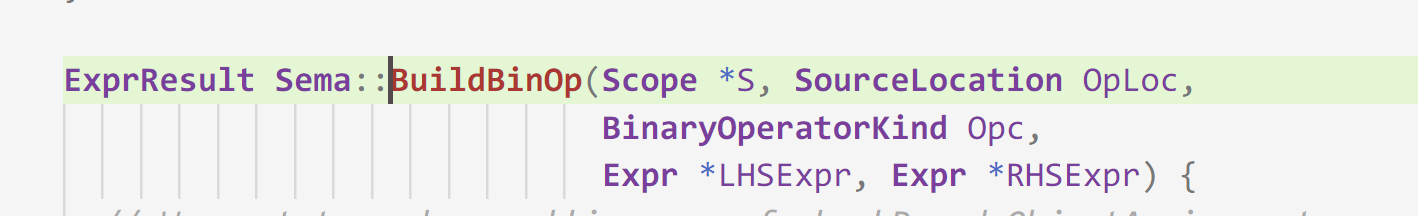 ExprResult Sema::BuildBinOp(Scope *S, SourceLocation OpLoc,
BinaryOperatorKind Opc,
Expr *LHSExpr, Expr *RHSExpr) {